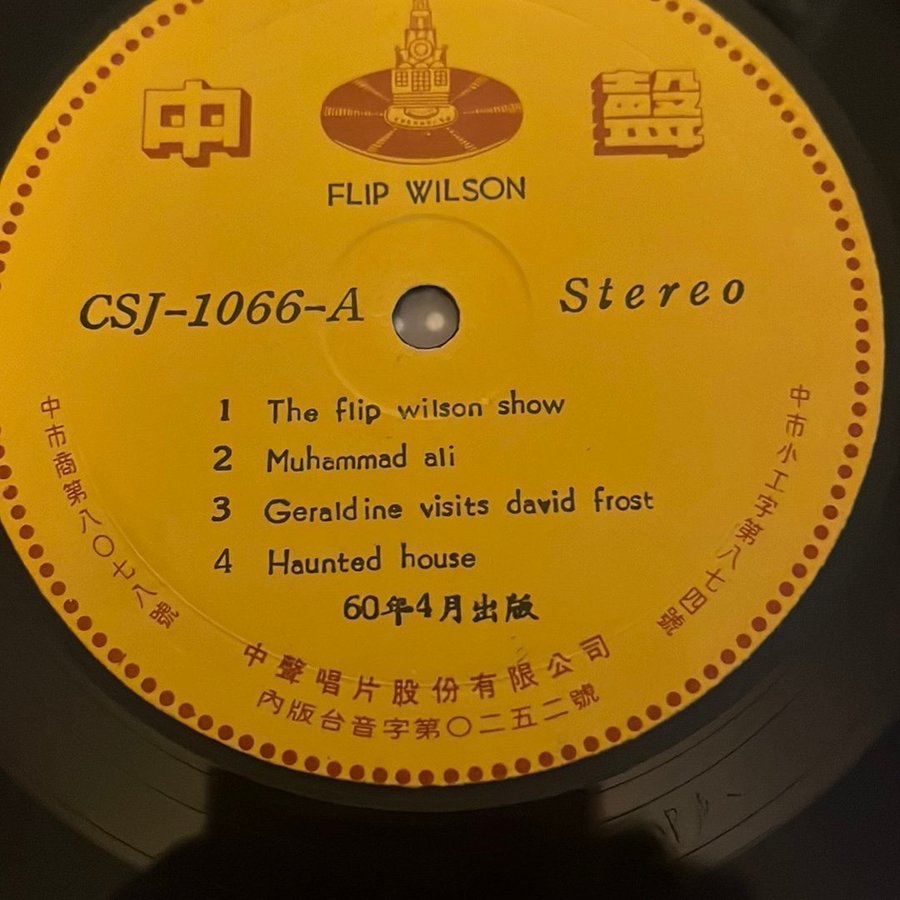 中聲
FLIP WILSON
CSJ-1066-A
Stereo
1 The flip wilson show
2 Muhammad ali
3 Geraldine visits david frost
4 Haunted house
60年4月出版
中市商第八〇七八號
中市小工字第八七四號
中聲唱片股份有限公司
內版台音字第〇二五二號